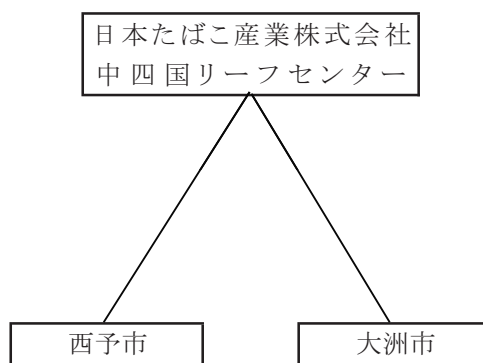 日本たばこ産業株式会社
中四国リーフセンター
西予市
大洲市